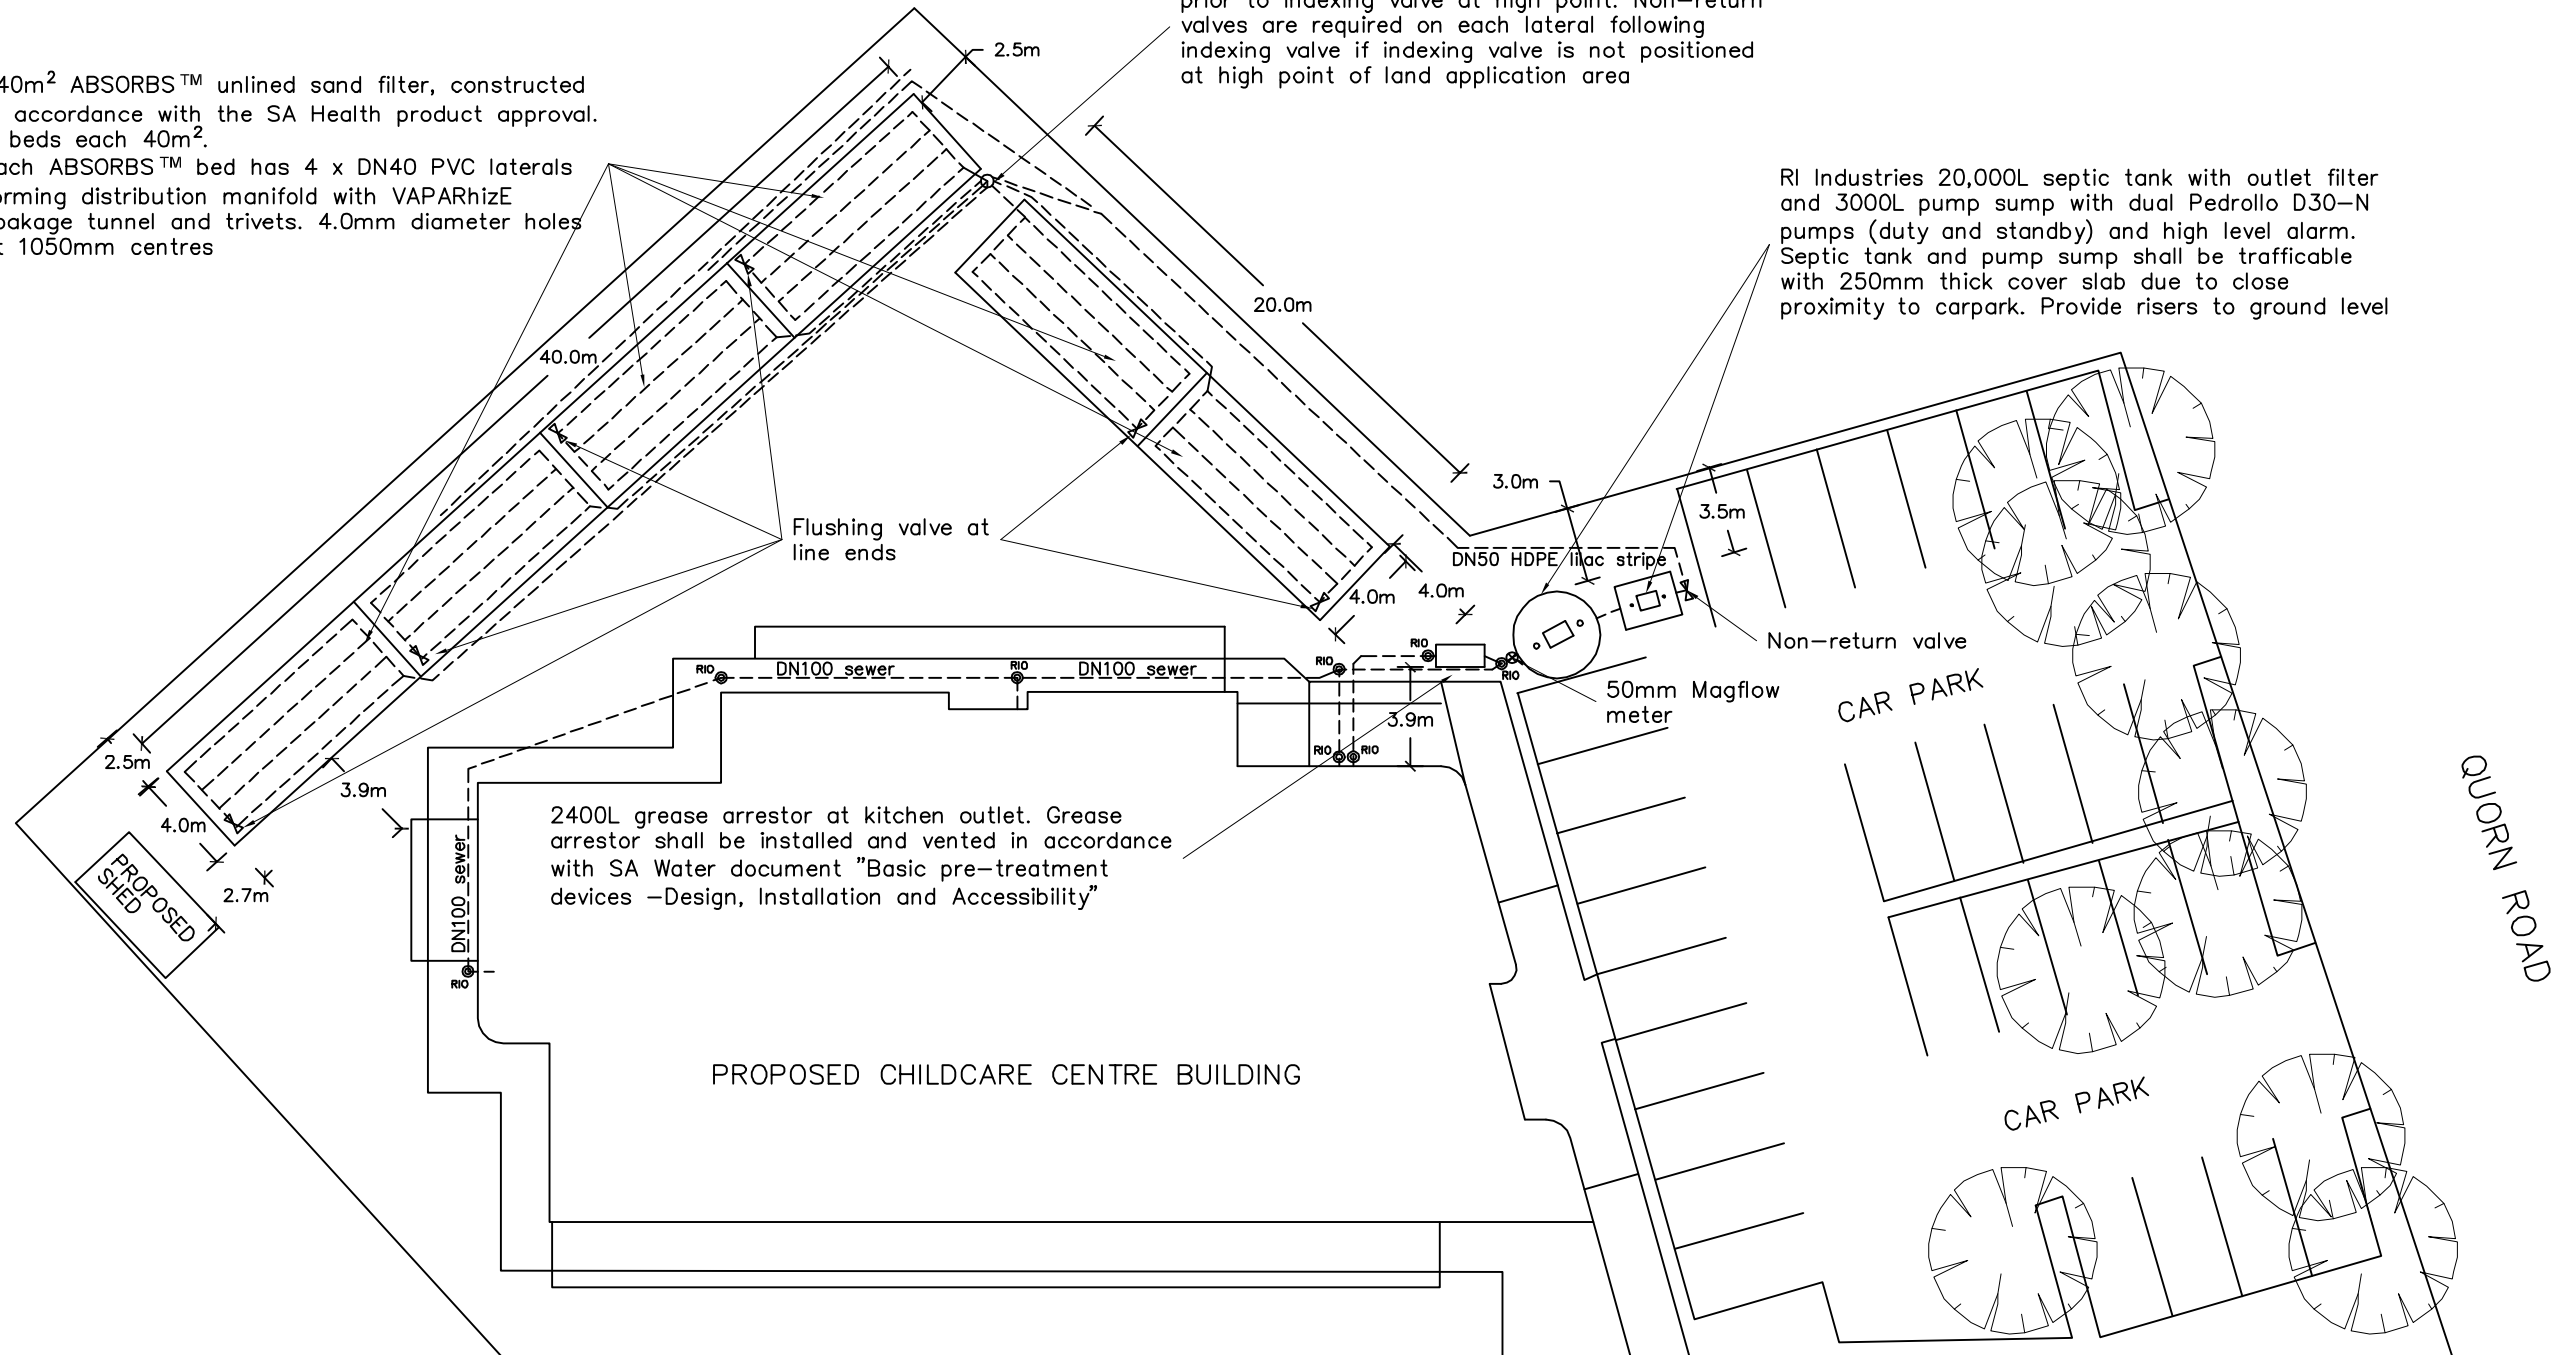 prior to indexing valve at high point. Non-return
valves are required on each lateral following
indexing valve if indexing valve is not positioned
at high point of land application area
40m² ABSORBS™ unlined sand filter, constructed
accordance with the SA Health product approval.
beds each 40m².
ach ABSORBS™ bed has 4 x DN40 PVC laterals
orming distribution manifold with VAPARhizE
oakage tunnel and trivets. 4.0mm diameter holes
t 1050mm centres
2.5m
RI Industries 20,000L septic tank with outlet filter
and 3000L pump sump with dual Pedrollo D30-N
pumps (duty and standby) and high level alarm.
Septic tank and pump sump shall be trafficable
with 250mm thick cover slab due to close
proximity to carpark. Provide risers to ground level
20.0m
40.0m
3.0m
3.5m
Flushing valve at
line ends
DN50 HDPE lilac stripe
4.0m
4.0m
Non-return valve
RIO
DN100 sewer
RIO
DN100 sewer
RIO
RIO
RIO
50mm Magflow
meter
CAR PARK
3.9m
RIO
RIO
2.5m
3.9m
4.0m
2.7m
PROPOSED
SHED
DN100 sewer
RIO
2400L grease arrestor at kitchen outlet. Grease
arrestor shall be installed and vented in accordance
with SA Water document "Basic pre-treatment
devices -Design, Installation and Accessibility"
QUORN ROAD
PROPOSED CHILDCARE CENTRE BUILDING
CAR PARK